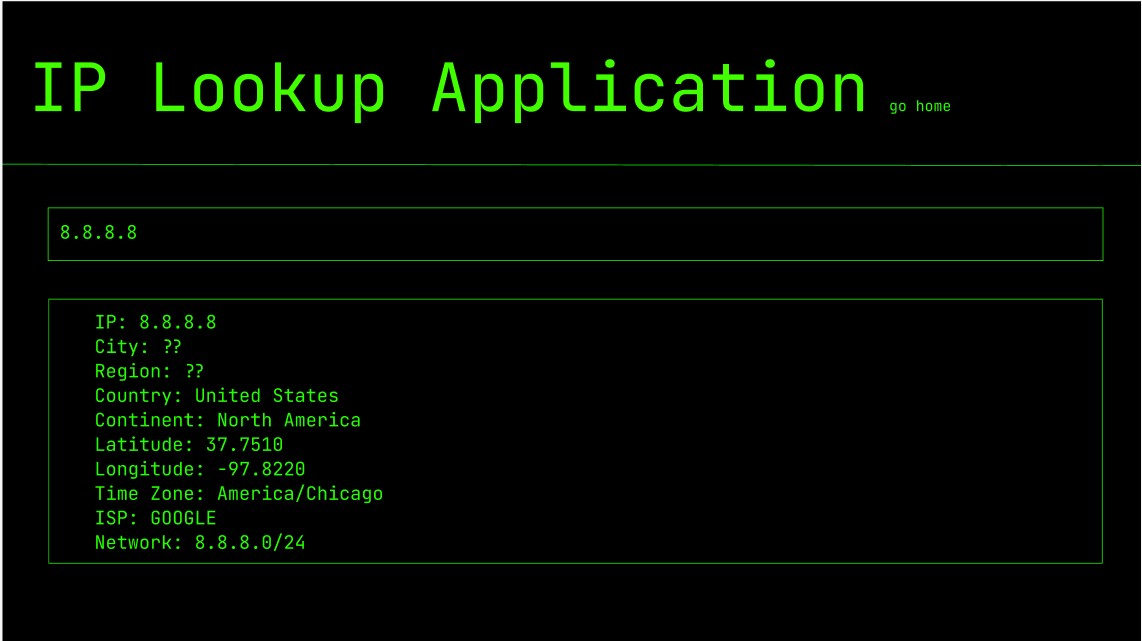 IP Lookup Application go home
8.8.8.8
IP: 8.8.8.8
City: ??
Region: ??
Country: United States
Continent: North America
Latitude: 37.7510
Longitude: -97.8220
Time Zone: America/Chicago
ISP: GOOGLE
Network: 8.8.8.0/24